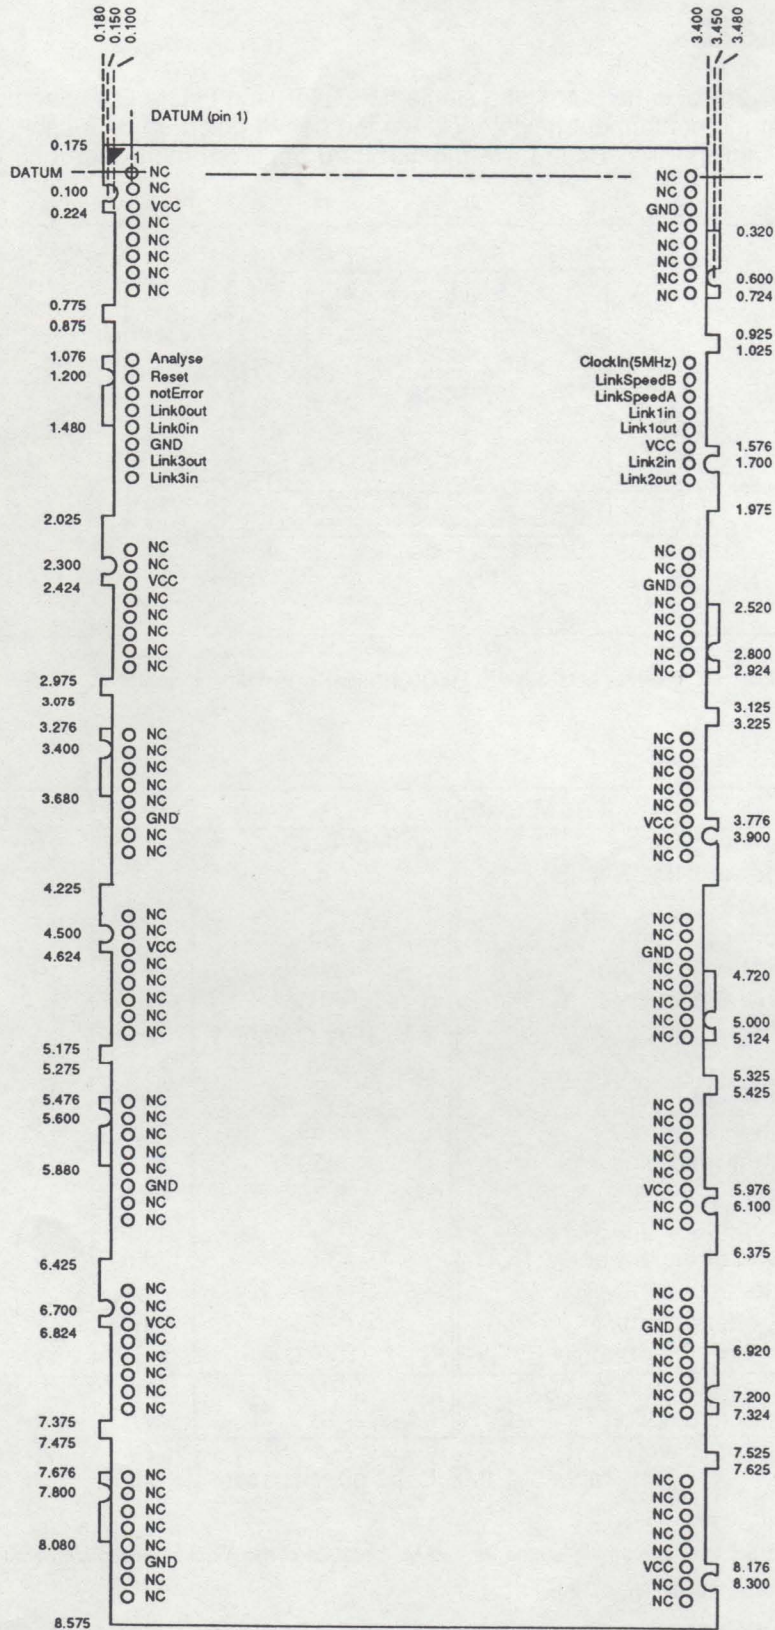 0.180
0.150
0.100
3.400
3.450
3.480
DATUM (pin 1)
0.175
1
DATUM
NC NC
0.100 NC NC
0.224 VCC GND
NC NC 0.320
NC NC
NC NC
NC NC 0.600
NC NC 0.724
0.775
0.875 0.925
1.025
1.076 Analyse ClockIn(5MHz)
1.200 Reset LinkSpeedB
notError LinkSpeedA
Link0out Link1in
1.480 Link0in Link1out
GND VCC 1.576
Link3out Link2in 1.700
Link3in Link2out
2.025 1.975
NC NC
2.300 NC NC
2.424 VCC GND
NC NC 2.520
NC NC
NC NC
NC NC 2.800
NC NC 2.924
2.975
3.075 3.125
3.225
3.276 NC NC
3.400 NC NC
NC NC
NC NC
3.680 NC NC
GND VCC 3.776
NC NC 3.900
NC NC
4.225
NC NC
4.500 NC NC
4.624 VCC GND
NC NC 4.720
NC NC
NC NC
NC NC 5.000
NC NC 5.124
5.175
5.275 5.325
5.425
5.476 NC NC
5.600 NC NC
NC NC
NC NC
5.880 NC NC
GND VCC 5.976
NC NC 6.100
NC NC
6.425 6.375
NC NC
6.700 NC NC
6.824 VCC GND
NC NC 6.920
NC NC
NC NC
NC NC 7.200
NC NC 7.324
7.375
7.475 7.525
7.625
7.676 NC NC
7.800 NC NC
NC NC
NC NC
8.080 NC NC
GND VCC 8.176
NC NC 8.300
NC NC
8.575